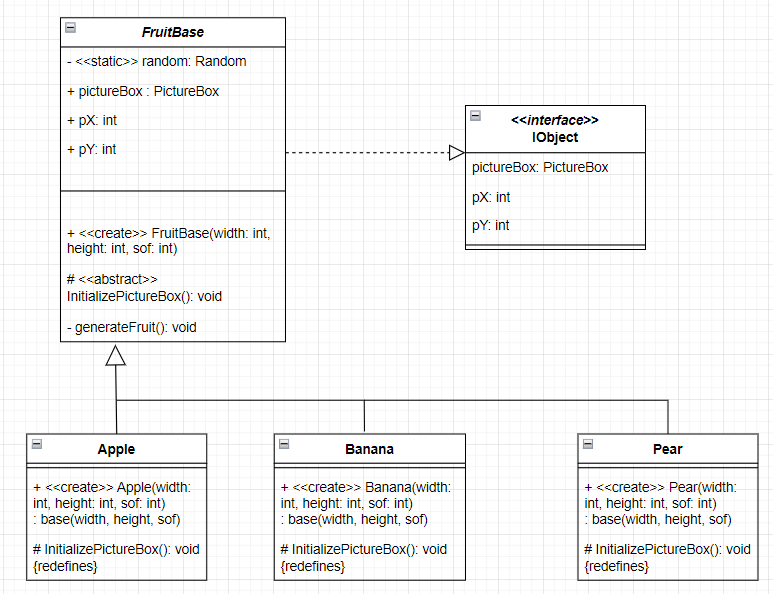 FruitBase
- <<static>> random: Random
+ pictureBox : PictureBox
+ pX: int
+ pY: int
+ <<create>> FruitBase(width: int,
height: int, sof: int)
# <<abstract>>
InitializePictureBox(): void
- generateFruit(): void
<<interface>>
IObject
pictureBox: PictureBox
pX: int
pY: int
Apple
+ <<create>> Apple(width:
int, height: int, sof: int)
: base(width, height, sof)
# InitializePictureBox(): void
{redefines}
Banana
+ <<create>> Banana(width:
int, height: int, sof: int)
: base(width, height, sof)
# InitializePictureBox(): void
{redefines}
Pear
+ <<create>> Pear(width:
int, height: int, sof: int)
: base(width, height, sof)
# InitializePictureBox(): void
{redefines}